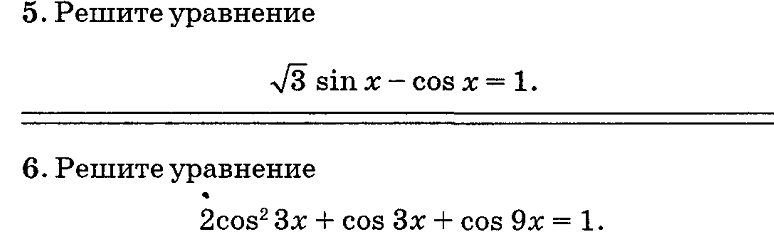 5. Решите уравнение
√3 sin x – cos x = 1.
6. Решите уравнение
2cos² 3x + cos 3x + cos 9x = 1.